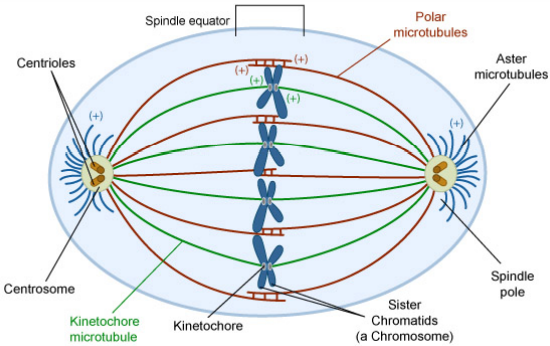 Spindle equator
Polar
microtubules
Centrioles
Aster
microtubules
(+)
(+)
(+)
(+)
(+)
(+)
Centrosome
Spindle
pole
Kinetochore
microtubule
Kinetochore
Sister
Chromatids
(a Chromosome)